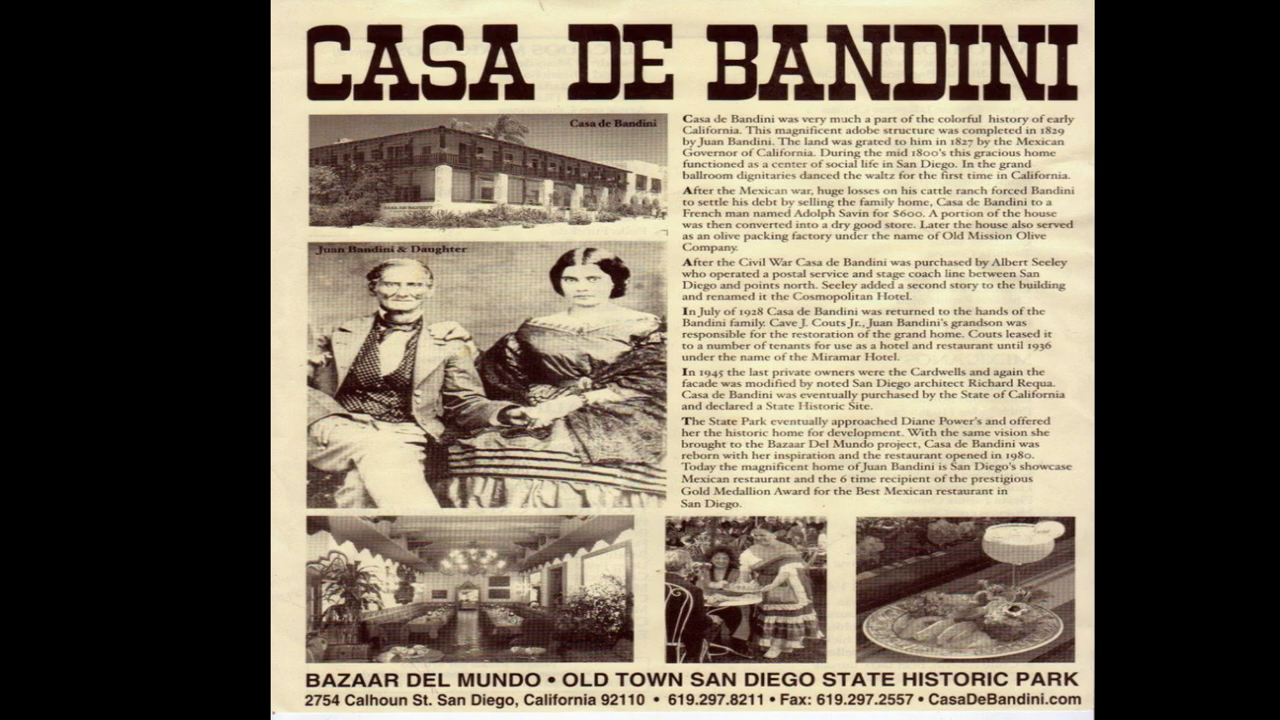 CASA DE BANDINI
Casa de Bandini
Casa de Bandini was very much a part of the colorful history of early
California. This magnificent adobe structure was completed in 1829
by Juan Bandini. The land was grated to him in 1827 by the Mexican
Governor of California. During the mid 1800's this gracious home
functioned as a center of social life in San Diego. In the grand
ballroom dignitaries danced the waltz for the first time in California.
After the Mexican war, huge losses on his cattle ranch forced Bandini
to settle his debt by selling the family home, Casa de Bandini to a
French man named Adolph Savin for $600. A portion of the house
was then converted into a dry good store. Later the house also served
as an olive packing factory under the name of Old Mission Olive
Company.
After the Civil War Casa de Bandini was purchased by Albert Seeley
who operated a postal service and stage coach line between San
Diego and points north. Seeley added a second story to the building
and renamed it the Cosmopolitan Hotel.
In July of 1928 Casa de Bandini was returned to the hands of the
Bandini family. Cave J. Couts Jr., Juan Bandini's grandson was
responsible for the restoration of the grand home. Couts leased it
to a number of tenants for use as a hotel and restaurant until 1936
under the name of the Miramar Hotel.
In 1945 the last private owners were the Cardwells and again the
facade was modified by noted San Diego architect Richard Requa.
Casa de Bandini was eventually purchased by the State of California
and declared a State Historic Site.
The State Park eventually approached Diane Power's and offered
her the historic home for development. With the same vision she
brought to the Bazaar Del Mundo project, Casa de Bandini was
reborn with her inspiration and the restaurant opened in 1980.
Today the magnificent home of Juan Bandini is San Diego's showcase
Mexican restaurant and the 6 time recipient of the prestigious
Gold Medallion Award for the Best Mexican restaurant in
San Diego.
Juan Bandini & Daughter
BAZAAR DEL MUNDO • OLD TOWN SAN DIEGO STATE HISTORIC PARK
2754 Calhoun St. San Diego, California 92110 • 619.297.8211 • Fax: 619.297.2557 • CasaDeBandini.com